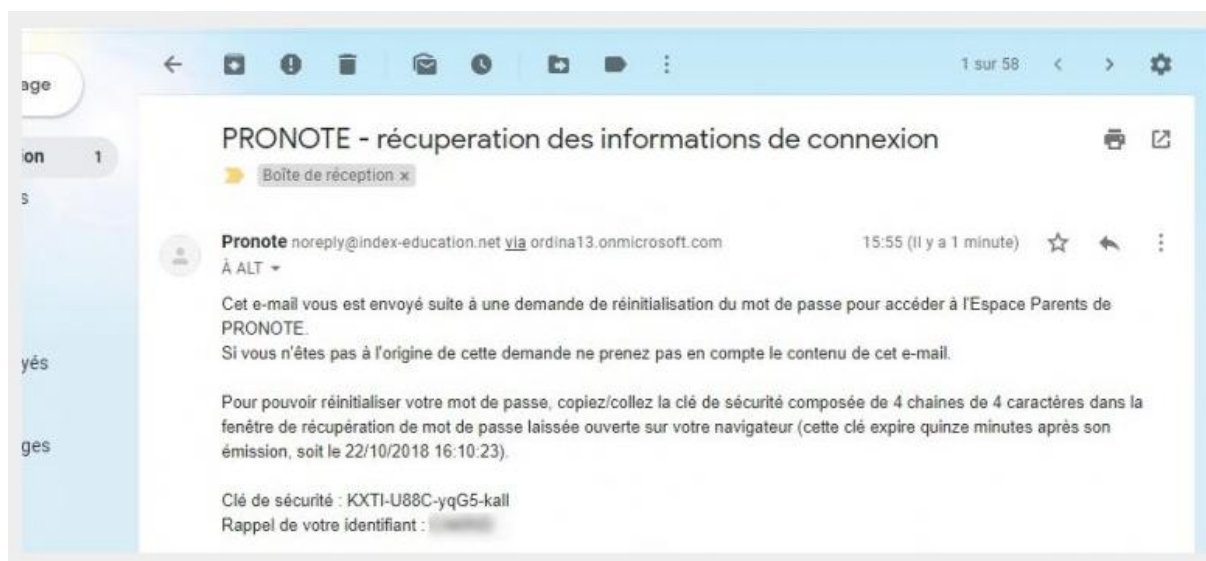 age
1 sur 58
ion 1
s
yés
ges
PRONOTE - récuperation des informations de connexion
Boîte de réception x
Pronote noreply@index-education.net via ordina13.onmicrosoft.com 15:55 (Il y a 1 minute)
À ALT
Cet e-mail vous est envoyé suite à une demande de réinitialisation du mot de passe pour accéder à l'Espace Parents de
PRONOTE.
Si vous n'êtes pas à l'origine de cette demande ne prenez pas en compte le contenu de cet e-mail.
Pour pouvoir réinitialiser votre mot de passe, copiez/collez la clé de sécurité composée de 4 chaines de 4 caractères dans la
fenêtre de récupération de mot de passe laissée ouverte sur votre navigateur (cette clé expire quinze minutes après son
émission, soit le 22/10/2018 16:10:23).
Clé de sécurité : KXTI-U88C-yqG5-kall
Rappel de votre identifiant :